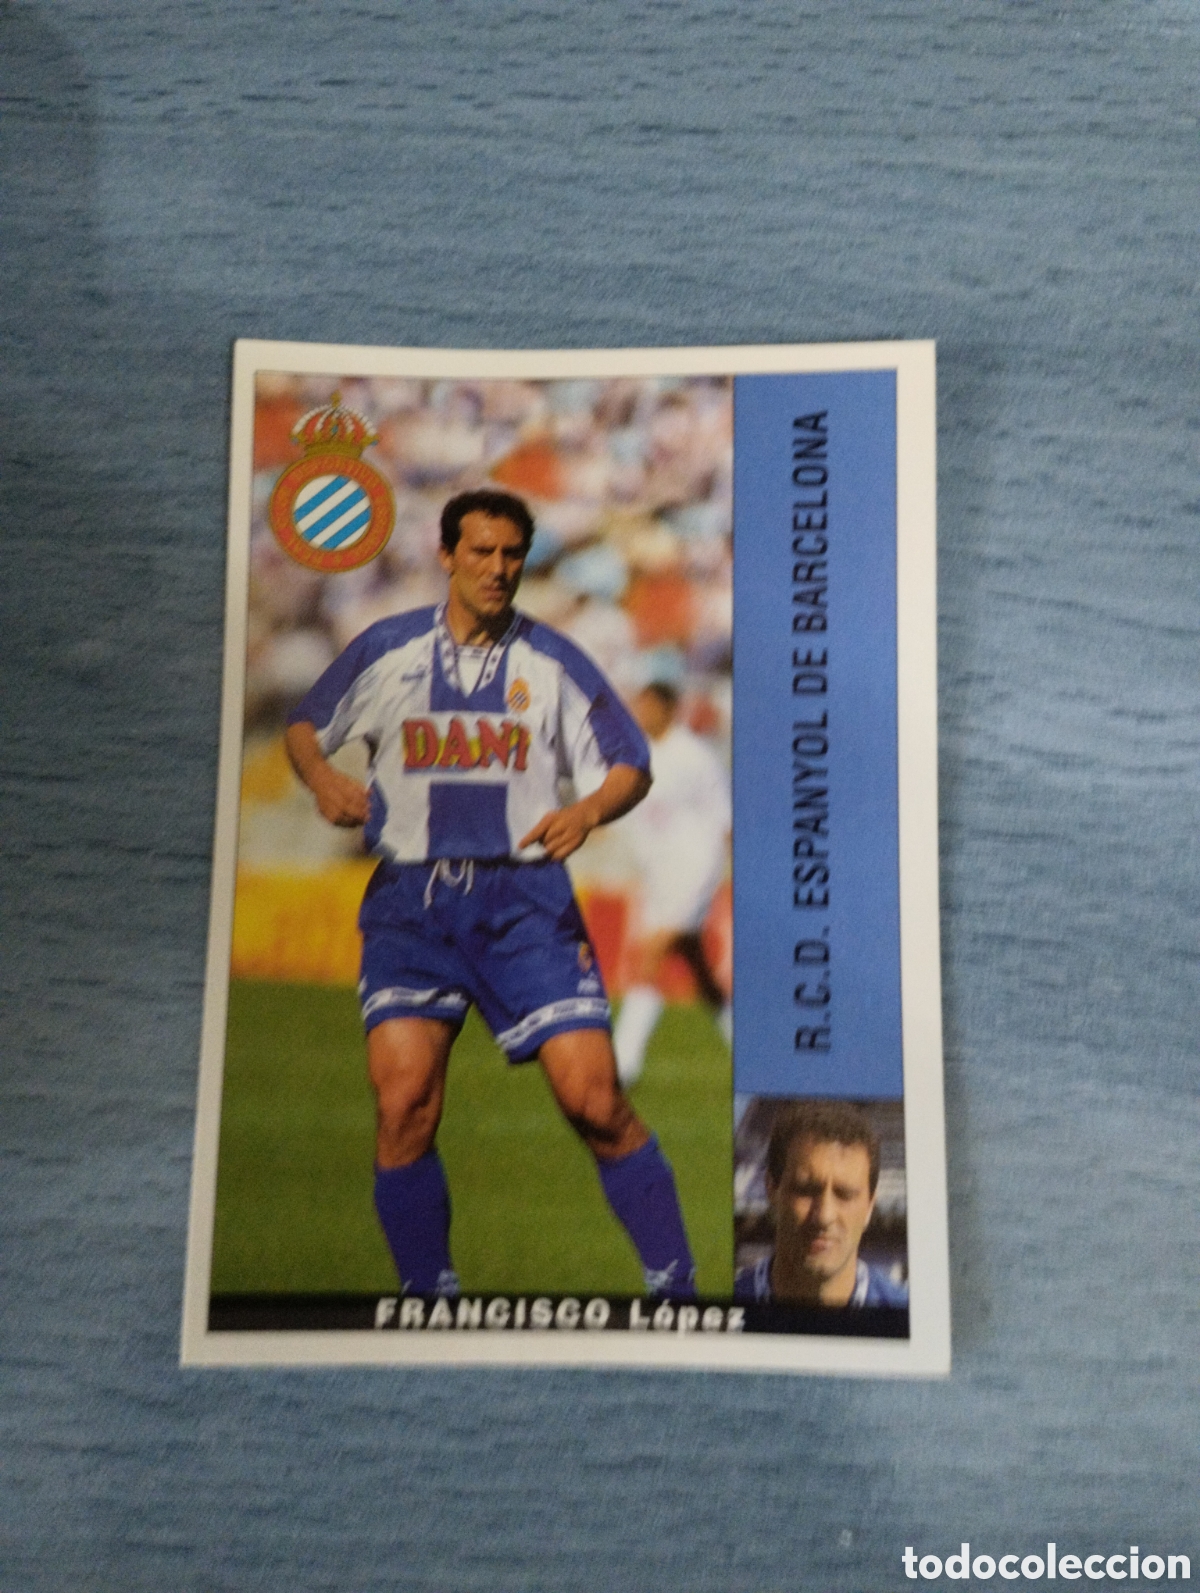 R.C.D. ESPANYOL DE BARCELONA
DANI
FRANCISCO López
todocoleccion